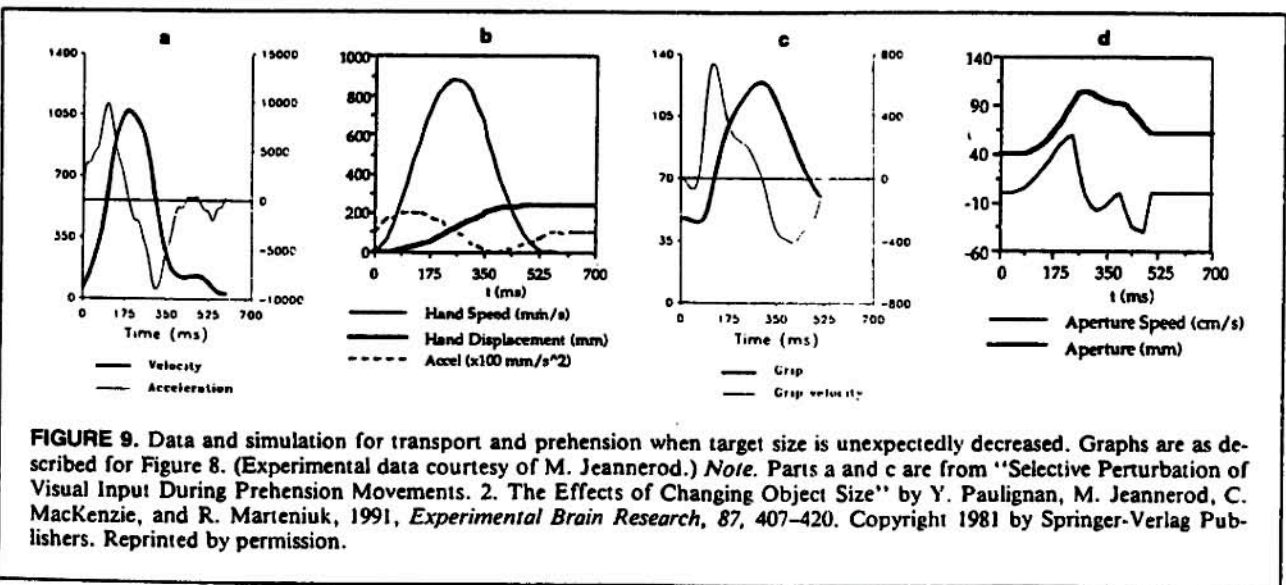 a
b
c
d
1400
1050
700
350
0
15000
10000
5000
0
-5000
-10000
0 175 350 525 700
Time (ms)
Velocity
Acceleration
1000
900
800
600
400
200
0
0 175 350 525 700
t (ms)
Hand Speed (mm/s)
Hand Displacement (mm)
Accel (x100 mm/s^2)
140
105
70
35
0
800
400
0
-400
-800
0 175 350 525 700
Time (ms)
Grip
Grip velocity
140
90
40
-10
-60
0 175 350 525 700
t (ms)
Aperture Speed (cm/s)
Aperture (mm)
FIGURE 9. Data and simulation for transport and prehension when target size is unexpectedly decreased. Graphs are as de-
scribed for Figure 8. (Experimental data courtesy of M. Jeannerod.) Note. Parts a and c are from "Selective Perturbation of
Visual Input During Prehension Movements. 2. The Effects of Changing Object Size" by Y. Paulignan, M. Jeannerod, C.
MacKenzie, and R. Marteniuk, 1991, Experimental Brain Research, 87, 407–420. Copyright 1981 by Springer-Verlag Pub-
lishers. Reprinted by permission.